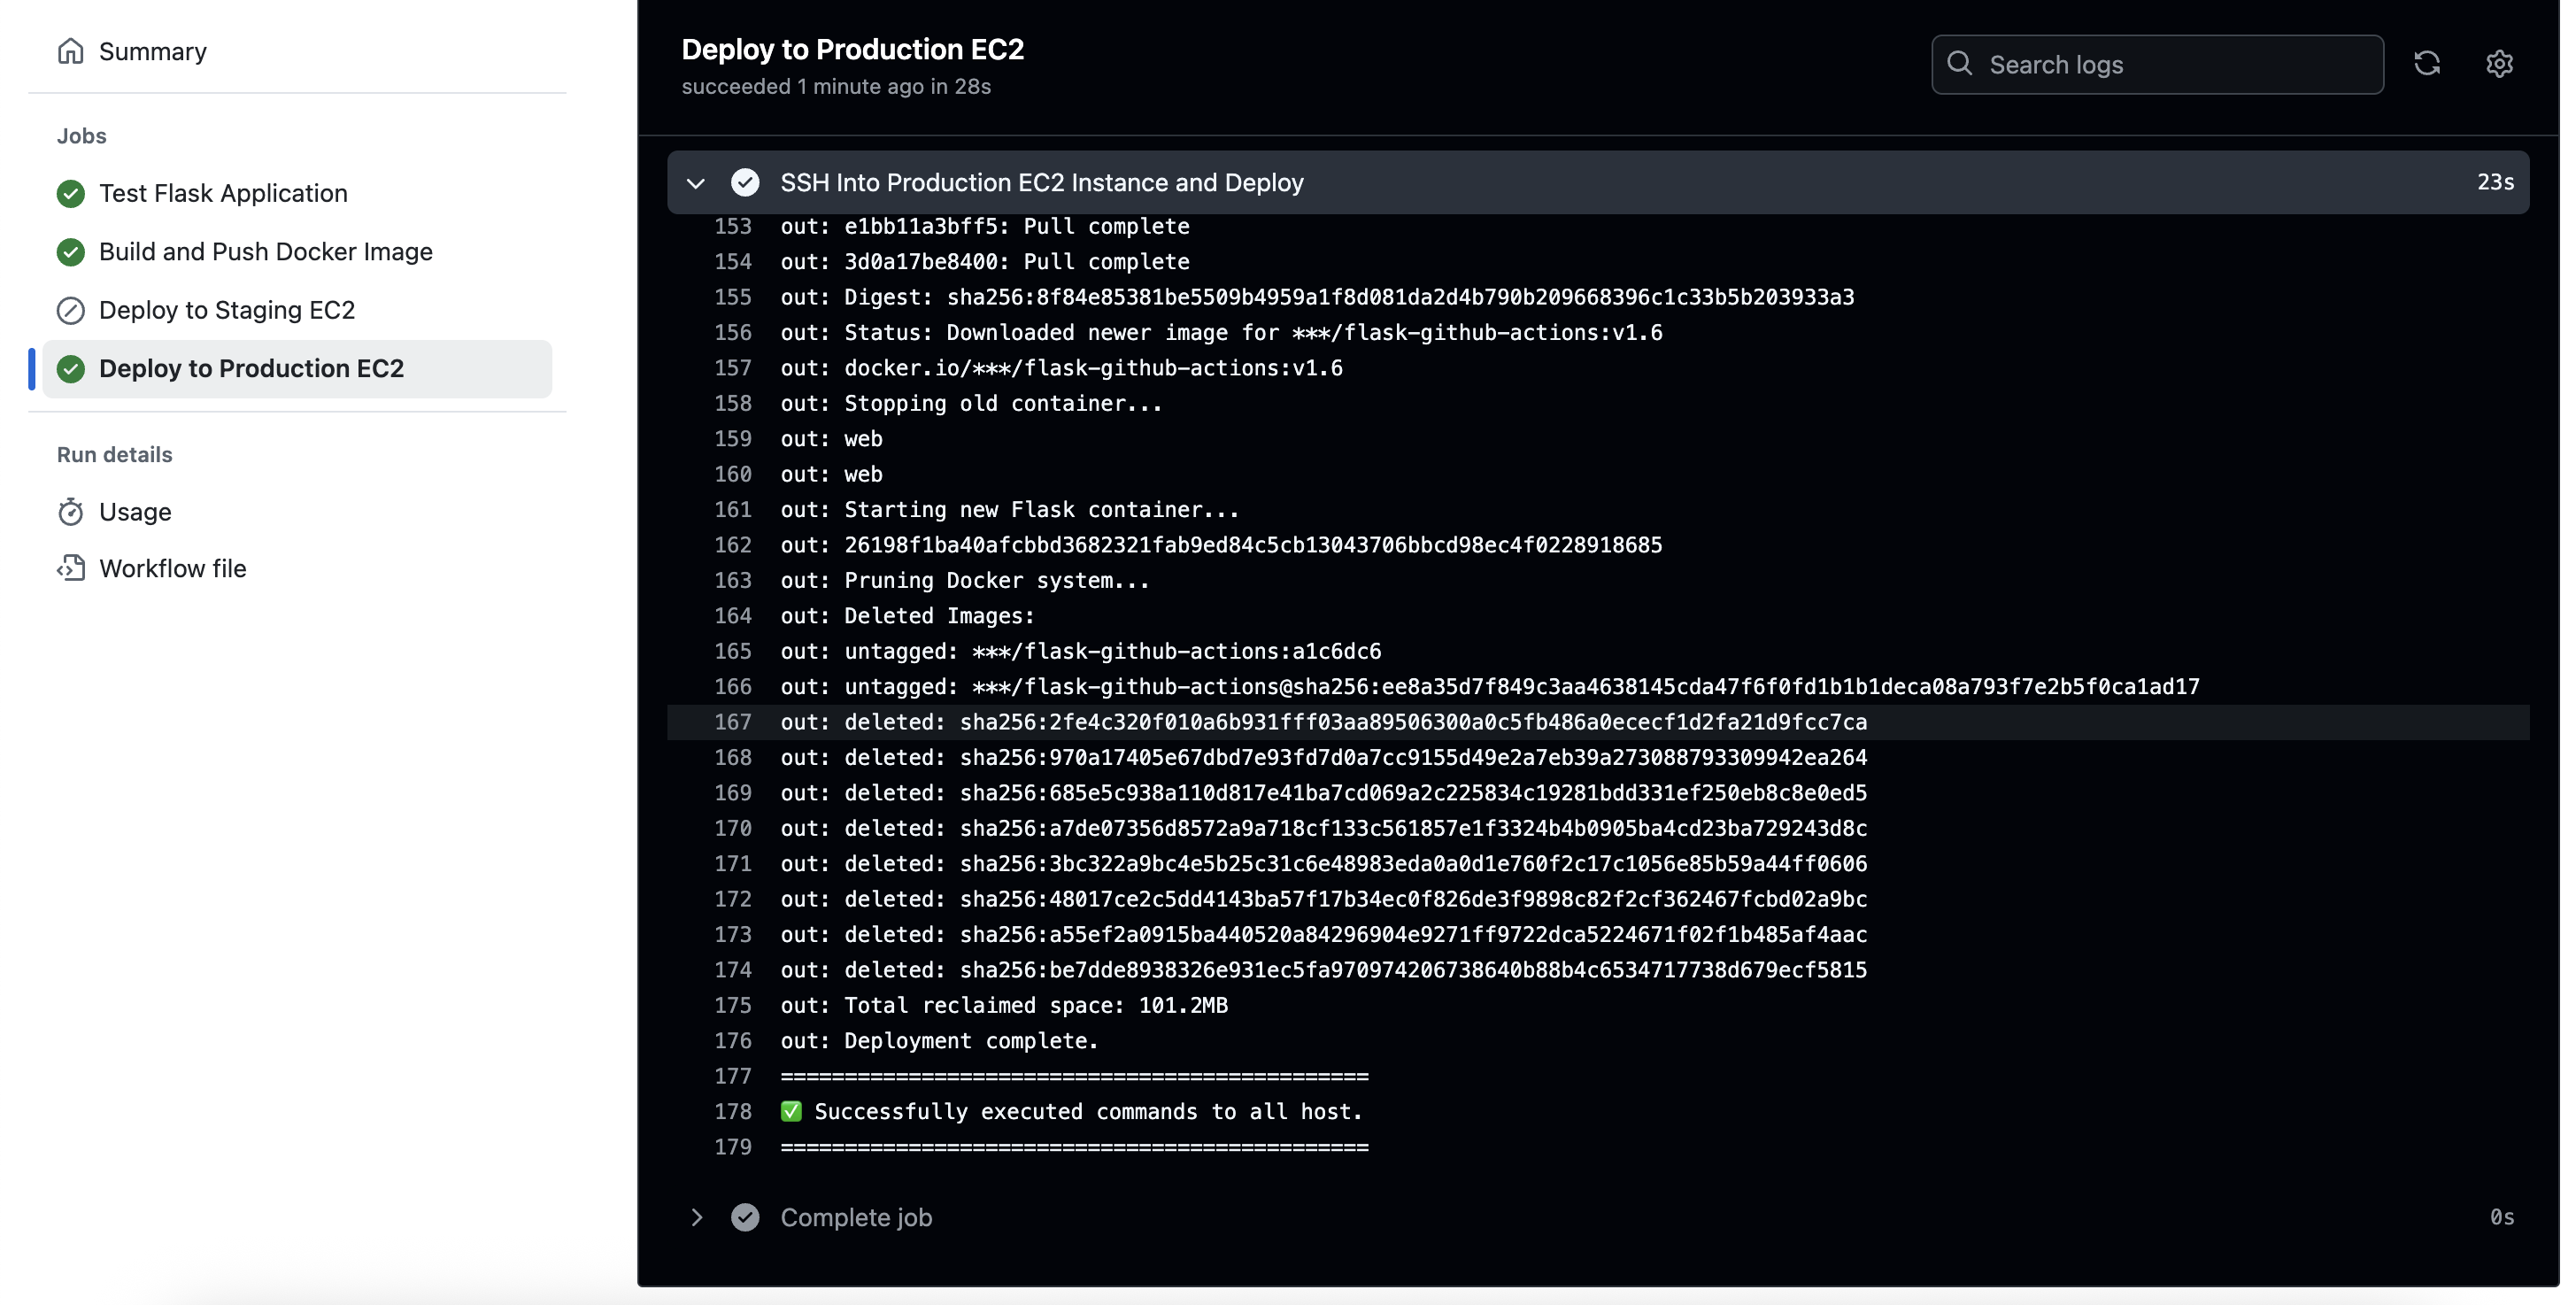 Summary
Jobs
Test Flask Application
Build and Push Docker Image
Deploy to Staging EC2
Deploy to Production EC2
Run details
Usage
Workflow file
Deploy to Production EC2
succeeded 1 minute ago in 28s
Search logs
SSH Into Production EC2 Instance and Deploy 23s
153 out: e1bb11a3bff5: Pull complete
154 out: 3d0a17be8400: Pull complete
155 out: Digest: sha256:8f84e85381be5509b4959a1f8d081da2d4b790b209668396c1c33b5b203933a3
156 out: Status: Downloaded newer image for ***/flask-github-actions:v1.6
157 out: docker.io/***/flask-github-actions:v1.6
158 out: Stopping old container...
159 out: web
160 out: web
161 out: Starting new Flask container...
162 out: 26198f1ba40afcbbd3682321fab9ed84c5cb13043706bbcd98ec4f0228918685
163 out: Pruning Docker system...
164 out: Deleted Images:
165 out: untagged: ***/flask-github-actions:a1c6dc6
166 out: untagged: ***/flask-github-actions@sha256:ee8a35d7f849c3aa4638145cda47f6f0fd1b1b1deca08a793f7e2b5f0ca1ad17
167 out: deleted: sha256:2fe4c320f010a6b931fff03aa89506300a0c5fb486a0ececf1d2fa21d9fcc7ca
168 out: deleted: sha256:970a17405e67dbd7e93fd7d0a7cc9155d49e2a7eb39a273088793309942ea264
169 out: deleted: sha256:685e5c938a110d817e41ba7cd069a2c225834c19281bdd331ef250eb8c8e0ed5
170 out: deleted: sha256:a7de07356d8572a9a718cf133c561857e1f3324b4b0905ba4cd23ba729243d8c
171 out: deleted: sha256:3bc322a9bc4e5b25c31c6e48983eda0a0d1e760f2c17c1056e85b59a44ff0606
172 out: deleted: sha256:48017ce2c5dd4143ba57f17b34ec0f826de3f9898c82f2cf362467fcbd02a9bc
173 out: deleted: sha256:a55ef2a0915ba440520a84296904e9271ff9722dca5224671f02f1b485af4aac
174 out: deleted: sha256:be7dde8938326e931ec5fa970974206738640b88b4c6534717738d679ecf5815
175 out: Total reclaimed space: 101.2MB
176 out: Deployment complete.
177 ==============================================
178 ✅ Successfully executed commands to all host.
179 ==============================================
Complete job 0s